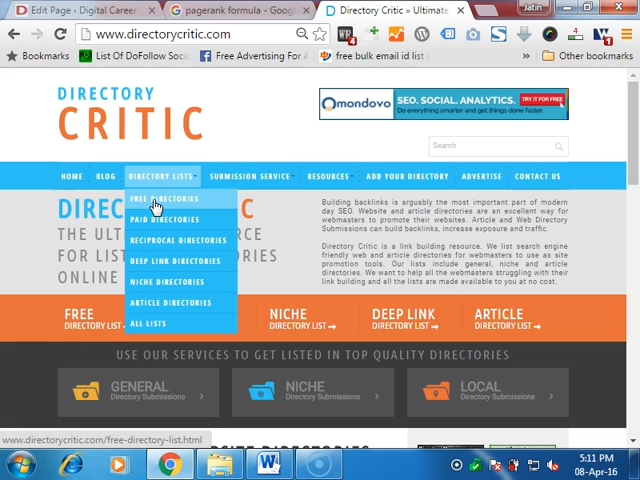 Edit Page ‹ Digital Career
pagerank formula - Goog
Directory Critic » Ultimate
Jatin
www.directorycritic.com
Bookmarks
List Of DoFollow Social
Free Advertising For A
free bulk email id list
Other bookmarks
DIRECTORY
CRITIC
mondovo
SEO. SOCIAL. ANALYTICS.
TRY IT FOR FREE
Do everything smarter and get things done faster.
Search
HOME
BLOG
DIRECTORY LISTS
SUBMISSION SERVICE
RESOURCES
ADD YOUR DIRECTORY
ADVERTISE
CONTACT US
FREE DIRECTORIES
PAID DIRECTORIES
RECIPROCAL DIRECTORIES
DEEP LINK DIRECTORIES
NICHE DIRECTORIES
ARTICLE DIRECTORIES
ALL LISTS
DIREC
C
THE ULT
RCE
FOR
TORIES
ONLINE
Building backlinks is arguably the most important part of modern
day SEO. Website and article directories are an excellent way for
webmasters to promote their websites. Article and Web Directory
Submissions can build backlinks, increase exposure and traffic.
Directory Critic is a link building resource. We list search engine
friendly web and article directories for webmasters to use as site
promotion tools. Our lists include general, niche and article
directories. We want to help all the webmasters struggling with their
link building and all the lists are made available to you at no cost.
FREE
DIRECTORY LIST
NICHE
DIRECTORY LIST
DEEP LINK
DIRECTORY LIST
ARTICLE
DIRECTORY LIST
USE OUR SERVICES TO GET LISTED IN TOP QUALITY DIRECTORIES
GENERAL
Directory Submissions
NICHE
Directory Submissions
LOCAL
Directory Submissions
www.directorycritic.com/free-directory-list.html
5:11 PM
08-Apr-16